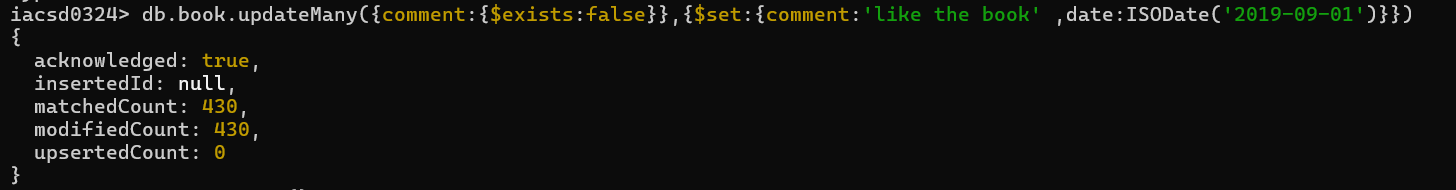 iacsd0324> db.book.updateMany({comment:{$exists:false}},{$set:{comment:'like the book' ,date:ISODate('2019-09-01')}})
{
  acknowledged: true,
  insertedId: null,
  matchedCount: 430,
  modifiedCount: 430,
  upsertedCount: 0
}